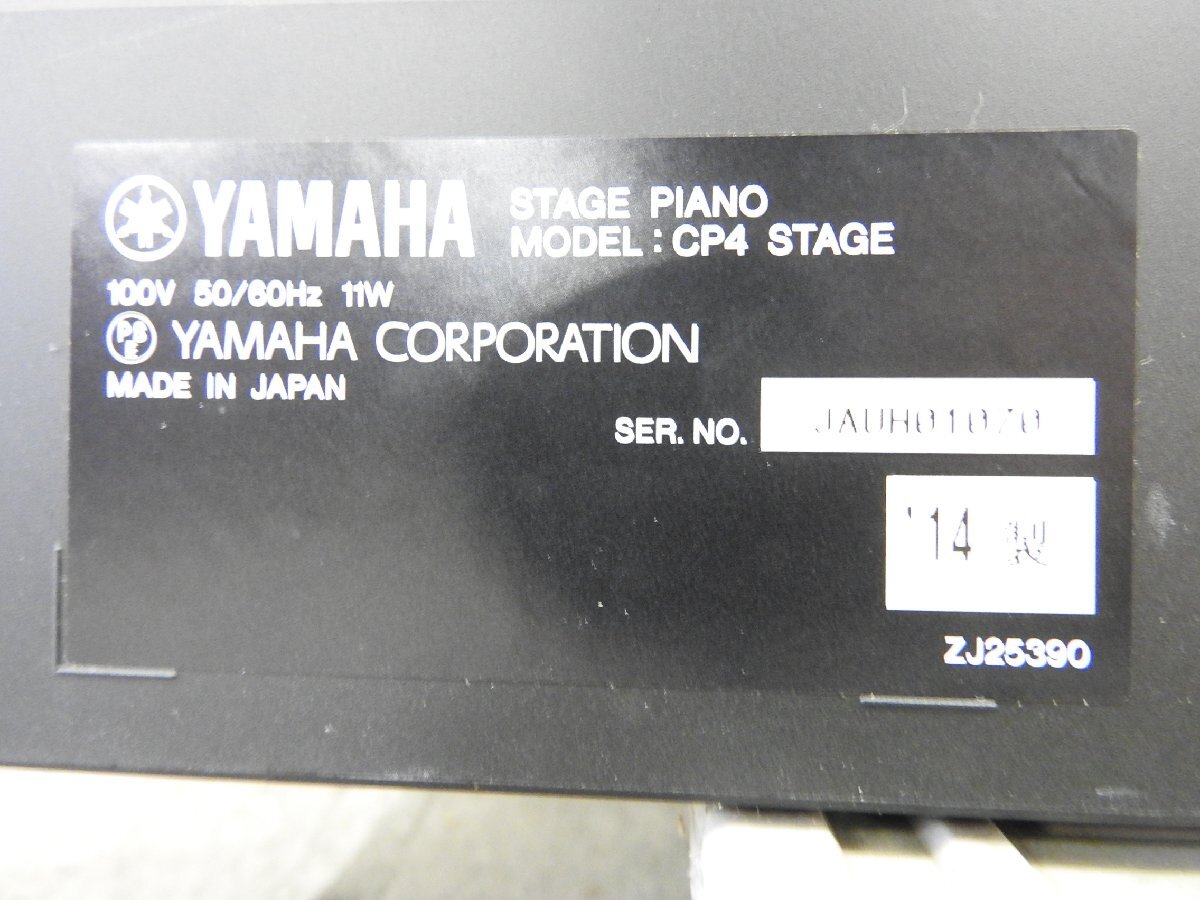 YAMAHA STAGE PIANO
MODEL : CP4 STAGE
100V 50/60Hz 11W
PS
E
YAMAHA CORPORATION
MADE IN JAPAN
SER. NO.
'14 製
ZJ25390